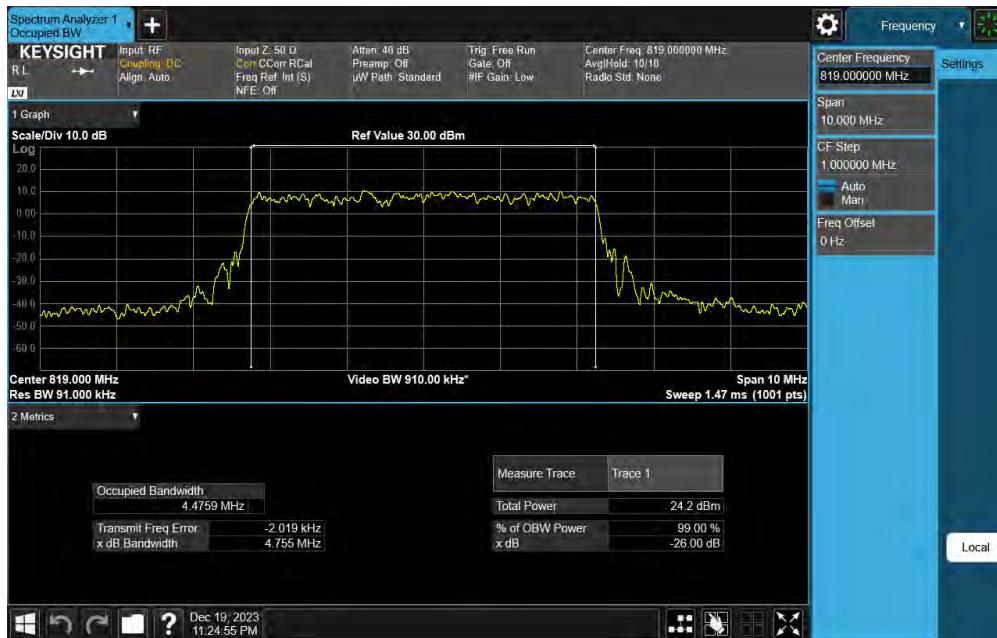 Spectrum Analyzer 1
Occupied BW
Frequency
KEYSIGHT
Input: RF
Input Z: 50 Ω
Atten: 40 dB
Trig: Free Run
Center Freq: 819.000000 MHz
RL
Coupling: DC
Corr CCorr RCal
Preamp: Off
Gate: Off
Avg|Hold: 10/10
Align: Auto
Freq Ref: Int (S)
µW Path: Standard
#IF Gain: Low
Radio Std: None
LXI
NFE: Off
Center Frequency
819.000000 MHz
Settings
Span
10.000 MHz
CF Step
1.000000 MHz
Auto
Man
Freq Offset
0 Hz
1 Graph
Scale/Div 10.0 dB
Ref Value 30.00 dBm
Log
20.0
10.0
0.00
-10.0
-20.0
-30.0
-40.0
-50.0
-60.0
Center 819.000 MHz
Video BW 910.00 kHz*
Span 10 MHz
Res BW 91.000 kHz
Sweep 1.47 ms (1001 pts)
2 Metrics
Measure Trace
Trace 1
Occupied Bandwidth
4.4759 MHz
Total Power
24.2 dBm
Transmit Freq Error
-2.019 kHz
% of OBW Power
99.00 %
x dB Bandwidth
4.755 MHz
x dB
-26.00 dB
Local
Dec 19, 2023
11:24:55 PM